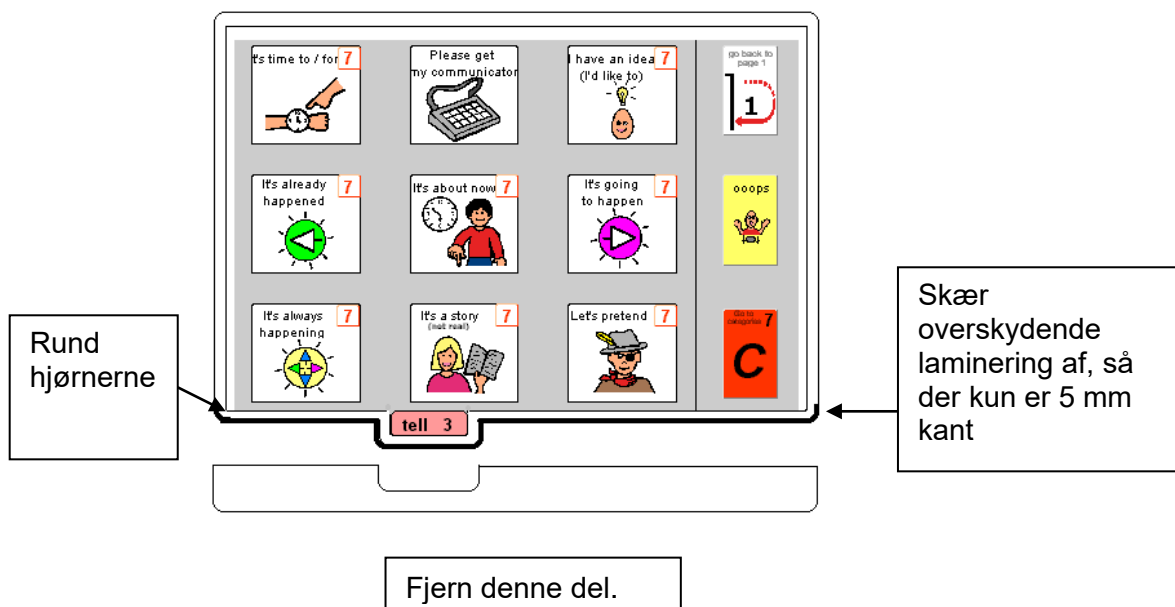 It's time to / for 7
Please get
my communicator
I have an idea 7
(I'd like to)
go back to
page 1
1
It's already 7
happened
It's about now 7
It's going 7
to happen
ooops
It's always 7
happening
It's a story 7
(not real)
Let's pretend 7
Go to
categories 7
C
tell 3
Rund
hjørnerne
Skær
overskydende
laminering af, så
der kun er 5 mm
kant
Fjern denne del.